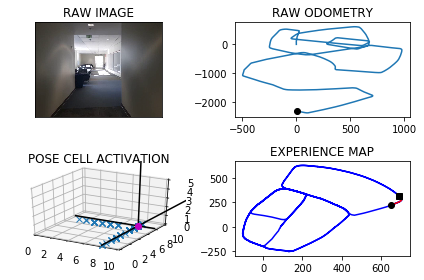 RAW IMAGE
RAW ODOMETRY
0
−1000
−2000
−500 0 500 1000
POSE CELL ACTIVATION
5
4
3
2
1
0
0 2 4 6 8 10
0 2 4 6 8 10
EXPERIENCE MAP
500
250
0
−250
0 200 400 600